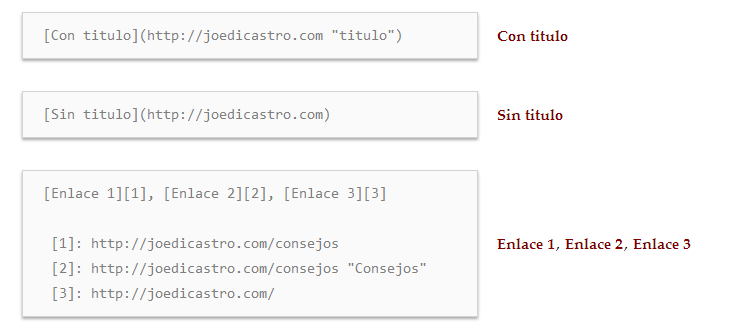 [Con titulo](http://joedicastro.com "titulo")
Con titulo
[Sin titulo](http://joedicastro.com)
Sin titulo
[Enlace 1][1], [Enlace 2][2], [Enlace 3][3]
[1]: http://joedicastro.com/consejos
[2]: http://joedicastro.com/consejos "Consejos"
[3]: http://joedicastro.com/
Enlace 1, Enlace 2, Enlace 3